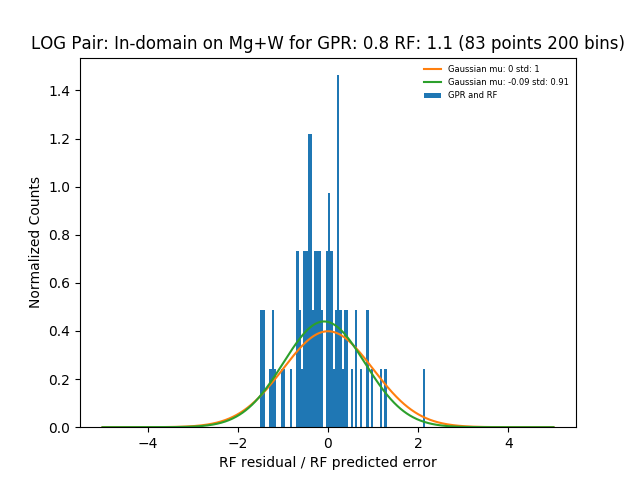 LOG Pair: In-domain on Mg+W for GPR: 0.8 RF: 1.1 (83 points 200 bins)
Gaussian mu: 0 std: 1
Gaussian mu: -0.09 std: 0.91
GPR and RF
Normalized Counts
1.4
1.2
1.0
0.8
0.6
0.4
0.2
0.0
−4 −2 0 2 4
RF residual / RF predicted error